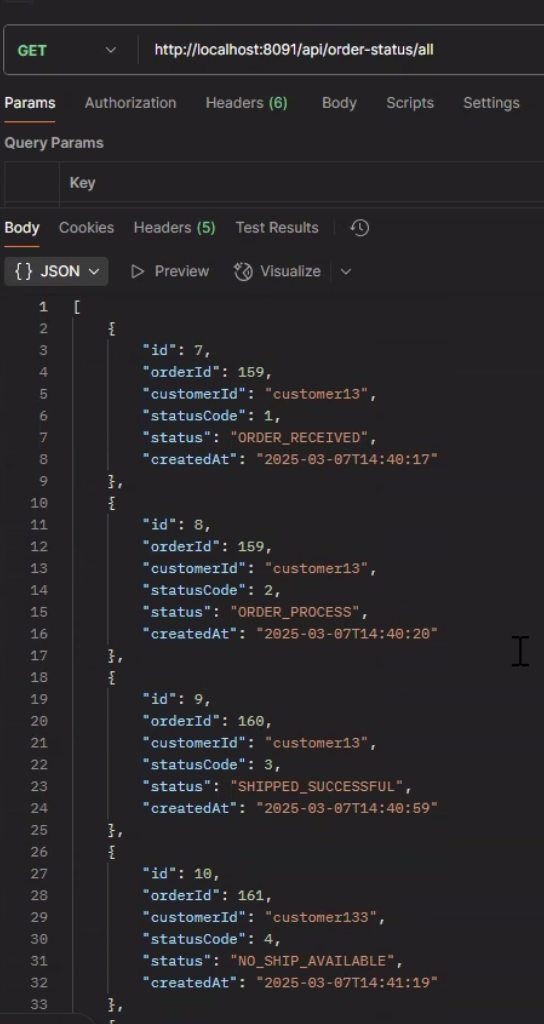 GET http://localhost:8091/api/order-status/all
Params Authorization Headers (6) Body Scripts Settings
Query Params
Key
Body Cookies Headers (5) Test Results
{} JSON Preview Visualize
1 [
2 {
3 "id": 7,
4 "orderId": 159,
5 "customerId": "customer13",
6 "statusCode": 1,
7 "status": "ORDER_RECEIVED",
8 "createdAt": "2025-03-07T14:40:17"
9 },
10 {
11 "id": 8,
12 "orderId": 159,
13 "customerId": "customer13",
14 "statusCode": 2,
15 "status": "ORDER_PROCESS",
16 "createdAt": "2025-03-07T14:40:20"
17 },
18 {
19 "id": 9,
20 "orderId": 160,
21 "customerId": "customer13",
22 "statusCode": 3,
23 "status": "SHIPPED_SUCCESSFUL",
24 "createdAt": "2025-03-07T14:40:59"
25 },
26 {
27 "id": 10,
28 "orderId": 161,
29 "customerId": "customer133",
30 "statusCode": 4,
31 "status": "NO_SHIP_AVAILABLE",
32 "createdAt": "2025-03-07T14:41:19"
33 },